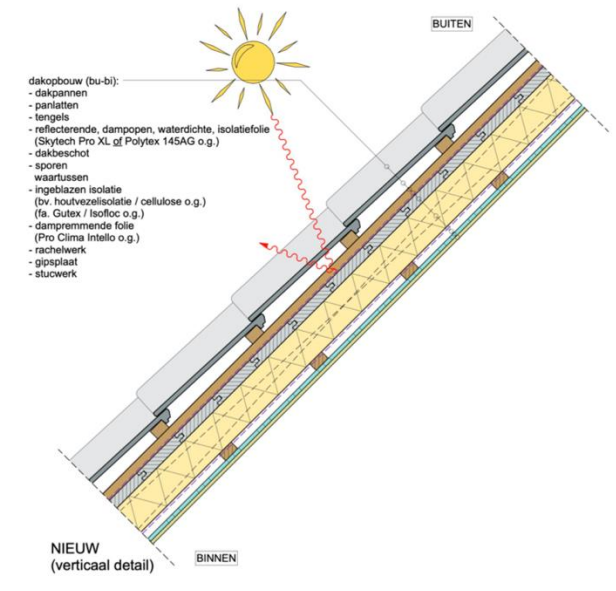 BUITEN
dakopbouw (bu-bi):
- dakpannen
- panlatten
- tengels
- reflecterende, dampopen, waterdichte, isolatiefolie
(Skytech Pro XL of Polytex 145AG o.g.)
- dakbeschot
- sporen
waartussen
- ingeblazen isolatie
(bv. houtvezelisolatie / cellulose o.g.)
(fa. Gutex / Isofloc o.g.)
- dampremmende folie
(Pro Clima Intello o.g.)
- rachelwerk
- gipsplaat
- stucwerk
NIEUW
(verticaal detail)
BINNEN